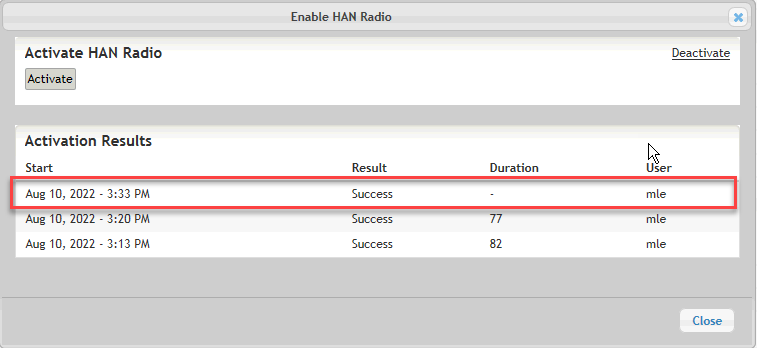 Enable HAN Radio
Activate HAN Radio Deactivate
Activate
Activation Results
Start Result Duration User
Aug 10, 2022 - 3:33 PM Success - mle
Aug 10, 2022 - 3:20 PM Success 77 mle
Aug 10, 2022 - 3:13 PM Success 82 mle
Close